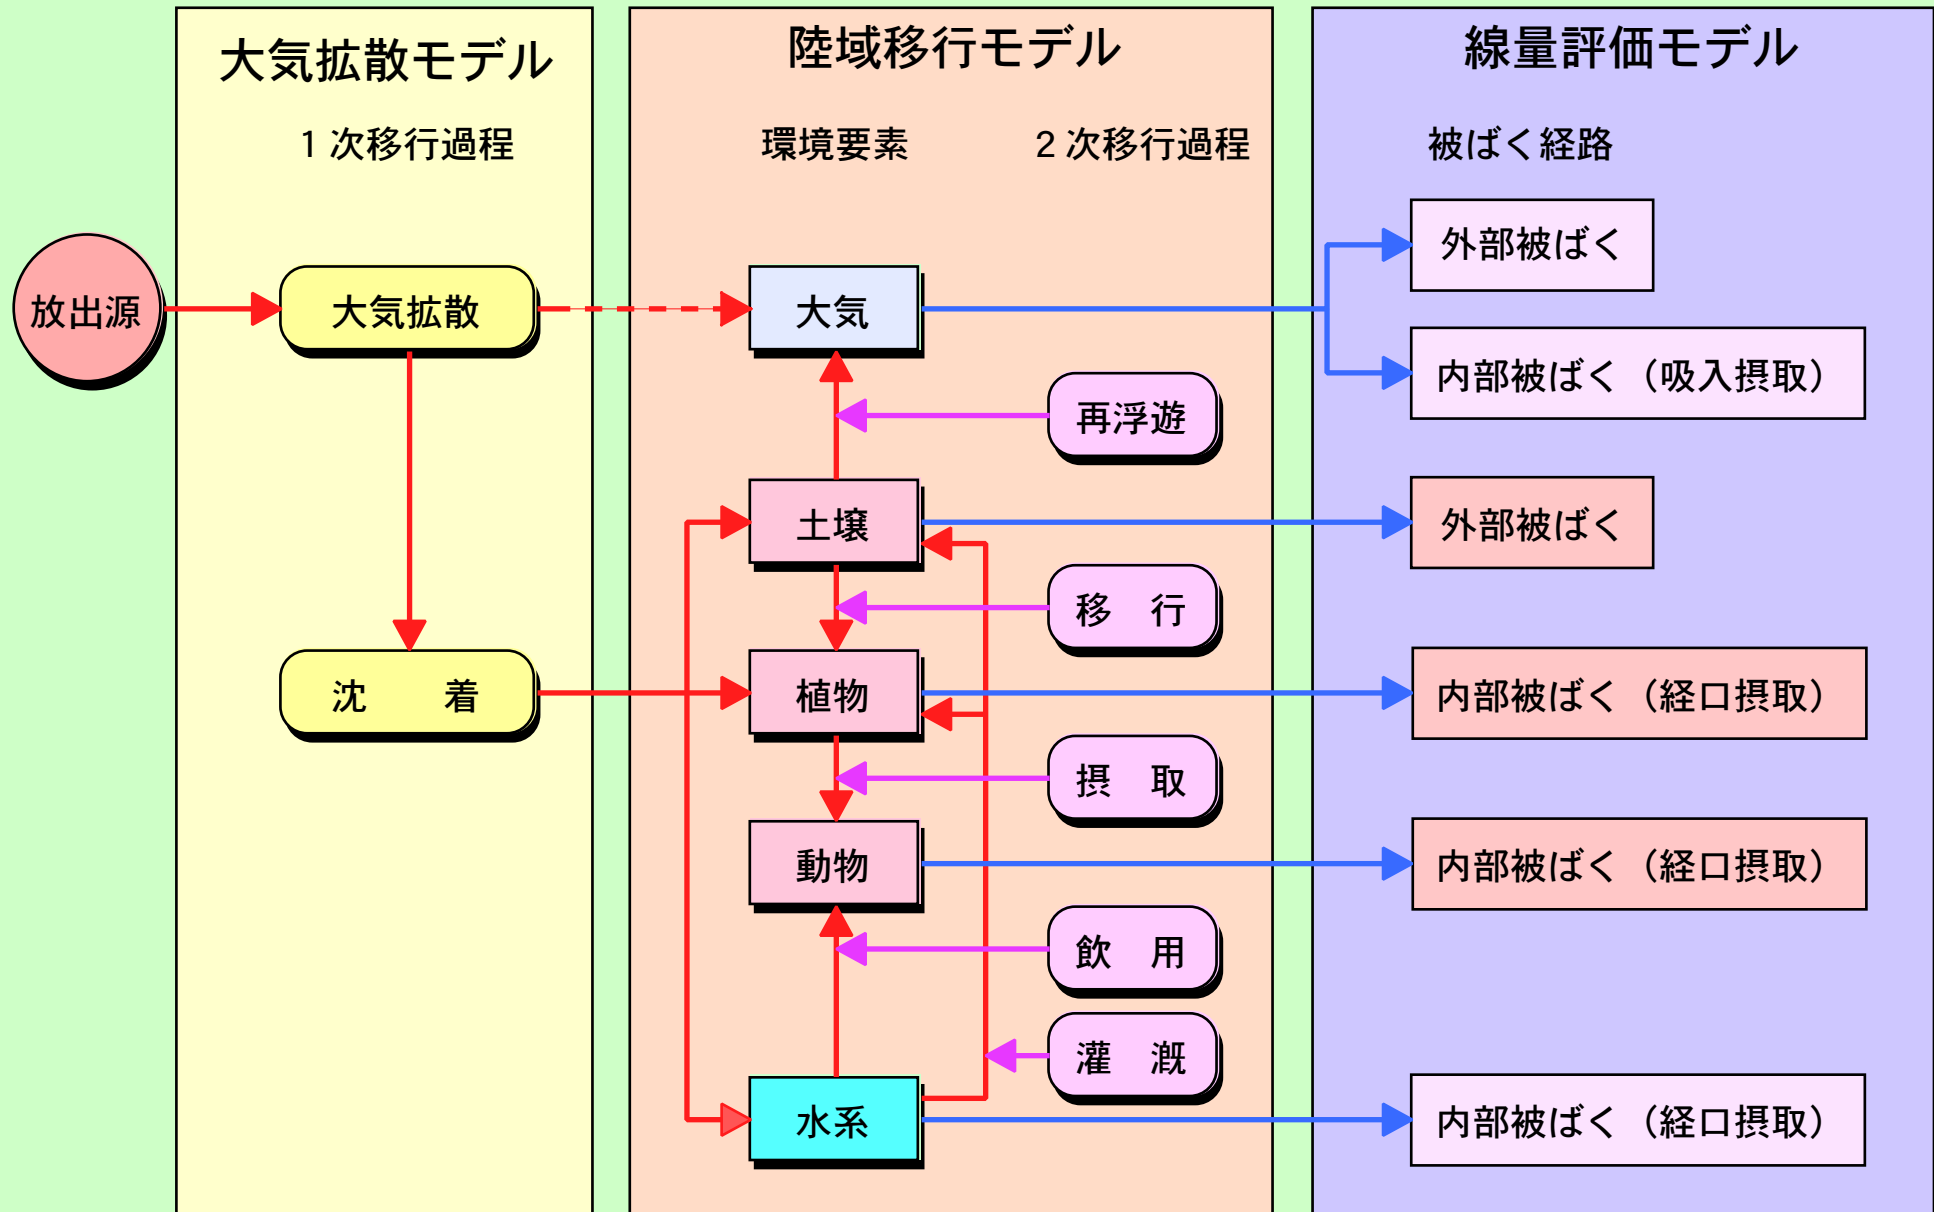 大気拡散モデル
陸域移行モデル
線量評価モデル
1次移行過程
環境要素
2次移行過程
被ばく経路
放出源
大気拡散
大気
外部被ばく
内部被ばく（吸入摂取）
再浮遊
土壌
外部被ばく
移　行
沈　着
植物
内部被ばく（経口摂取）
摂　取
動物
内部被ばく（経口摂取）
飲　用
灌　漑
水系
内部被ばく（経口摂取）